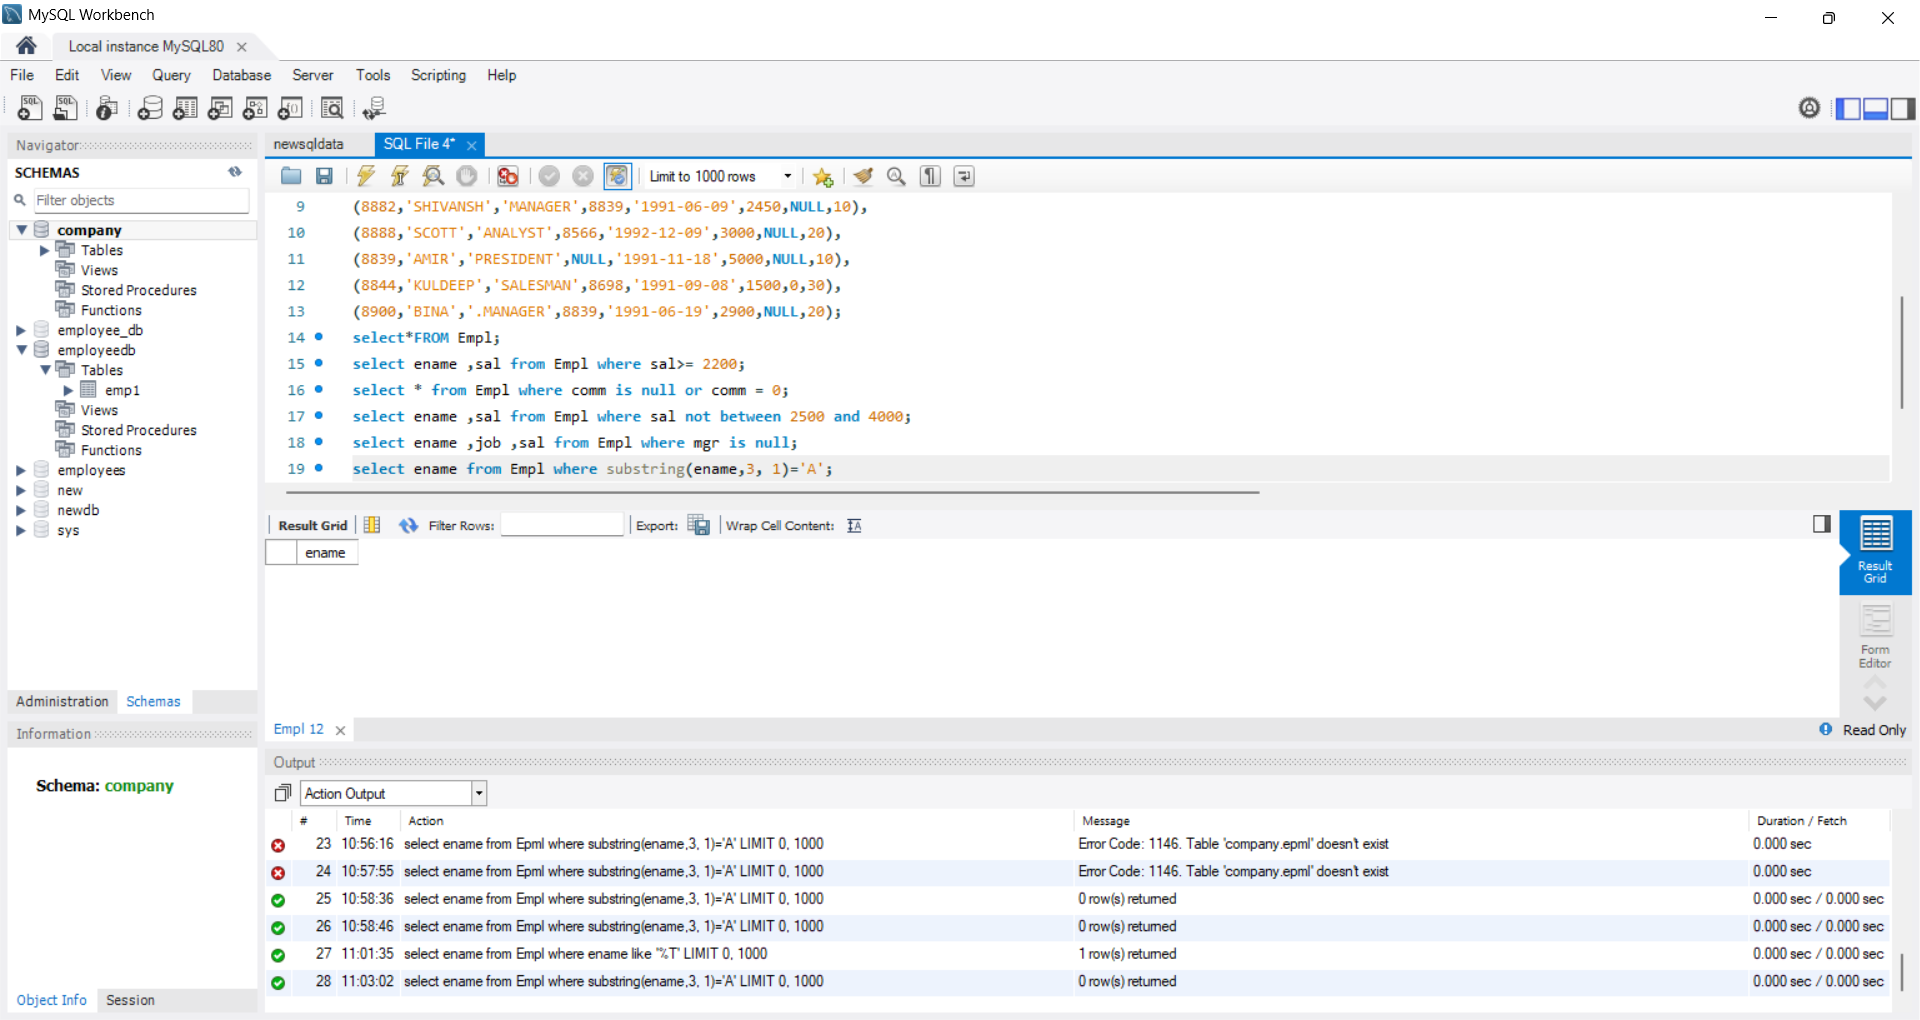 MySQL Workbench
Local instance MySQL80
File Edit View Query Database Server Tools Scripting Help
Navigator
SCHEMAS
Filter objects
company
Tables
Views
Stored Procedures
Functions
employee_db
employeedb
Tables
emp1
Views
Stored Procedures
Functions
employees
new
newdb
sys
Administration Schemas
Information
Schema: company
Object Info Session
newsqldata SQL File 4*
Limit to 1000 rows
9 (8882,'SHIVANSH','MANAGER',8839,'1991-06-09',2450,NULL,10),
10 (8888,'SCOTT','ANALYST',8566,'1992-12-09',3000,NULL,20),
11 (8839,'AMIR','PRESIDENT',NULL,'1991-11-18',5000,NULL,10),
12 (8844,'KULDEEP','SALESMAN',8698,'1991-09-08',1500,0,30),
13 (8900,'BINA','.MANAGER',8839,'1991-06-19',2900,NULL,20);
14 select*FROM Empl;
15 select ename ,sal from Empl where sal>= 2200;
16 select * from Empl where comm is null or comm = 0;
17 select ename ,sal from Empl where sal not between 2500 and 4000;
18 select ename ,job ,sal from Empl where mgr is null;
19 select ename from Empl where substring(ename,3, 1)='A';
Result Grid Filter Rows: Export: Wrap Cell Content:
ename
Result
Grid
Form
Editor
Empl 12
Read Only
Output
Action Output
# Time Action Message Duration / Fetch
23 10:56:16 select ename from Epml where substring(ename,3, 1)='A' LIMIT 0, 1000 Error Code: 1146. Table 'company.epml' doesn't exist 0.000 sec
24 10:57:55 select ename from Epml where substring(ename,3, 1)='A' LIMIT 0, 1000 Error Code: 1146. Table 'company.epml' doesn't exist 0.000 sec
25 10:58:36 select ename from Empl where substring(ename,3, 1)='A' LIMIT 0, 1000 0 row(s) returned 0.000 sec / 0.000 sec
26 10:58:46 select ename from Empl where substring(ename,3, 1)='A' LIMIT 0, 1000 0 row(s) returned 0.000 sec / 0.000 sec
27 11:01:35 select ename from Empl where ename like '%T' LIMIT 0, 1000 1 row(s) returned 0.000 sec / 0.000 sec
28 11:03:02 select ename from Empl where substring(ename,3, 1)='A' LIMIT 0, 1000 0 row(s) returned 0.000 sec / 0.000 sec